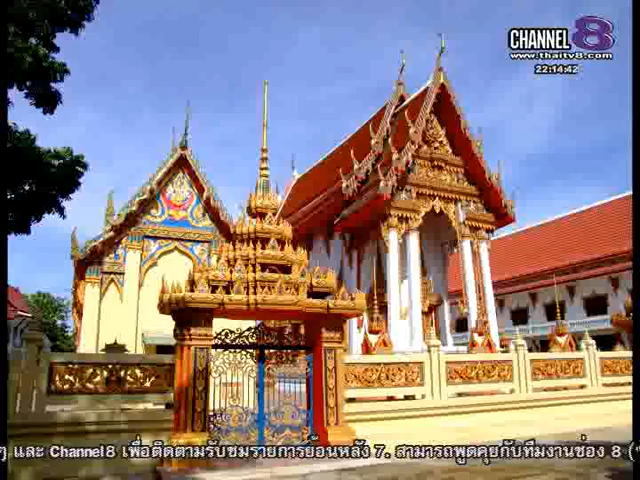 CHANNEL 8
www.thaitv8.com
22:14:42
ๆ และ Channel8 เพื่อติดตามรับชมรายการย้อนหลัง 7. สามารถพูดคุยกับทีมงานช่อง 8 (